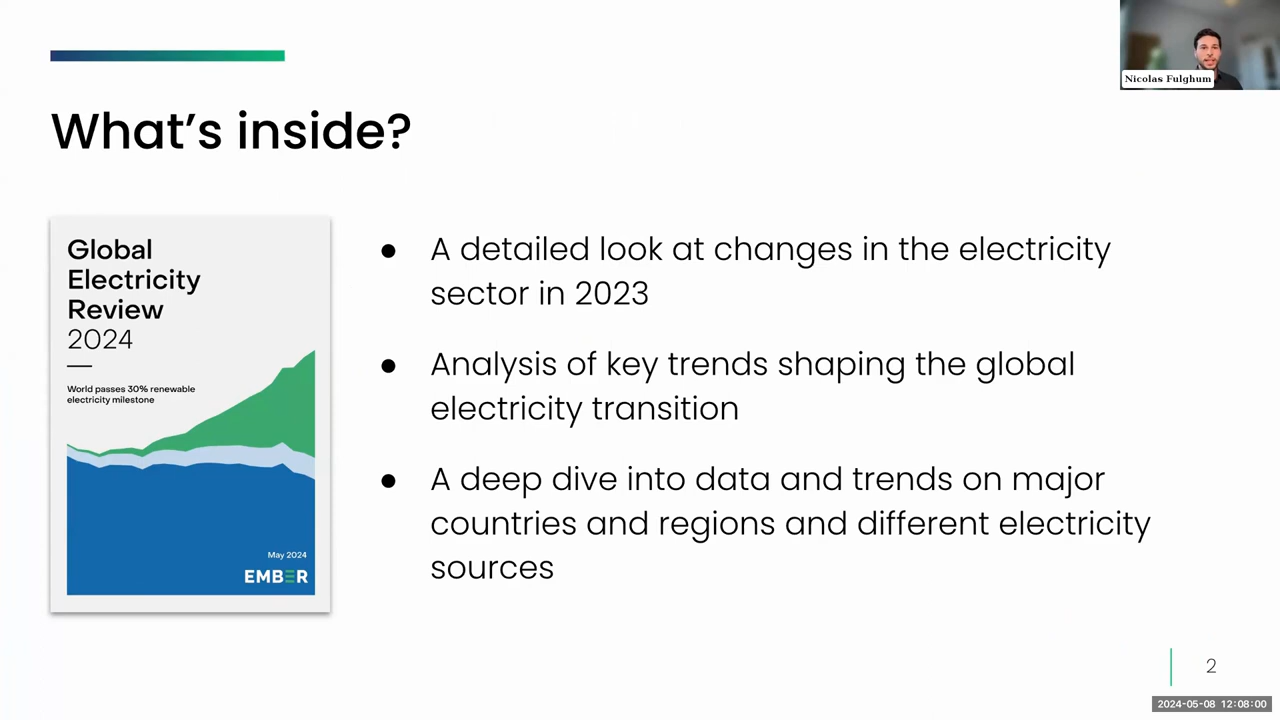 Nicolas Fulghum
What's inside?
Global
Electricity
Review
2024
World passes 30% renewable
electricity milestone
May 2024
EMBER
● A detailed look at changes in the electricity
sector in 2023
● Analysis of key trends shaping the global
electricity transition
● A deep dive into data and trends on major
countries and regions and different electricity
sources
2
2024-05-08 12:08:00